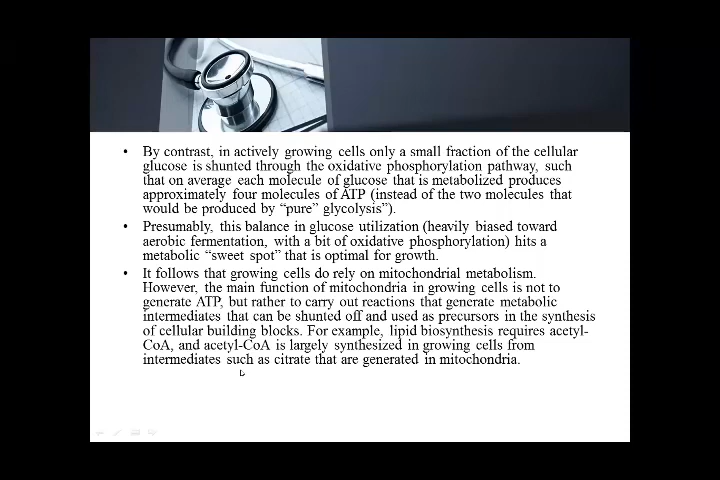 • By contrast, in actively growing cells only a small fraction of the cellular
glucose is shunted through the oxidative phosphorylation pathway, such
that on average each molecule of glucose that is metabolized produces
approximately four molecules of ATP (instead of the two molecules that
would be produced by “pure” glycolysis”).
• Presumably, this balance in glucose utilization (heavily biased toward
aerobic fermentation, with a bit of oxidative phosphorylation) hits a
metabolic “sweet spot” that is optimal for growth.
• It follows that growing cells do rely on mitochondrial metabolism.
However, the main function of mitochondria in growing cells is not to
generate ATP, but rather to carry out reactions that generate metabolic
intermediates that can be shunted off and used as precursors in the synthesis
of cellular building blocks. For example, lipid biosynthesis requires acetyl-
CoA, and acetyl-CoA is largely synthesized in growing cells from
intermediates such as citrate that are generated in mitochondria.